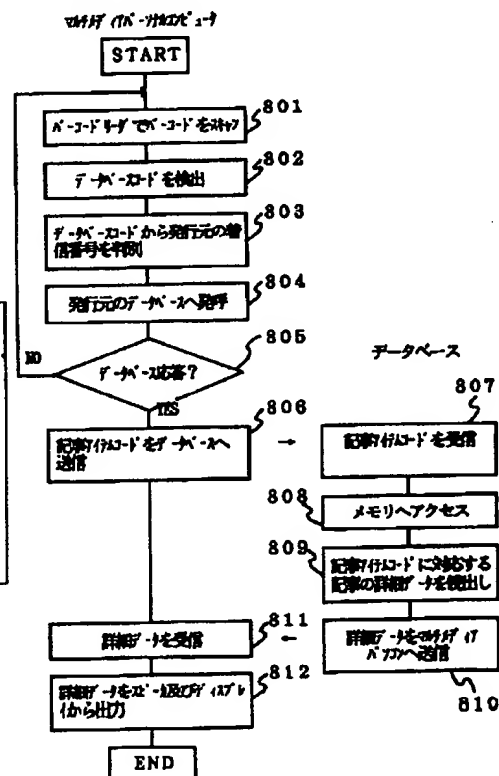 マルチメディアパーソナルコンピュータ
START
801
バーコードリーダでバーコードをスキャン
802
データベースコードを検出
803
データベースコードから発行元の着
信番号を判別
804
発行元のデータベースへ発呼
805
データベース応答?
NO
YES
806
記事アイテムコードをデータベースへ
送信
→
データベース
807
記事アイテムコードを受信
808
メモリへアクセス
809
記事アイテムコードに対応する
記事の詳細データを検出し
詳細データをマルチメディア
パソコンへ送信
810
←
811
詳細データを受信
812
詳細データをスピーカ及びディスプレ
イから出力
END